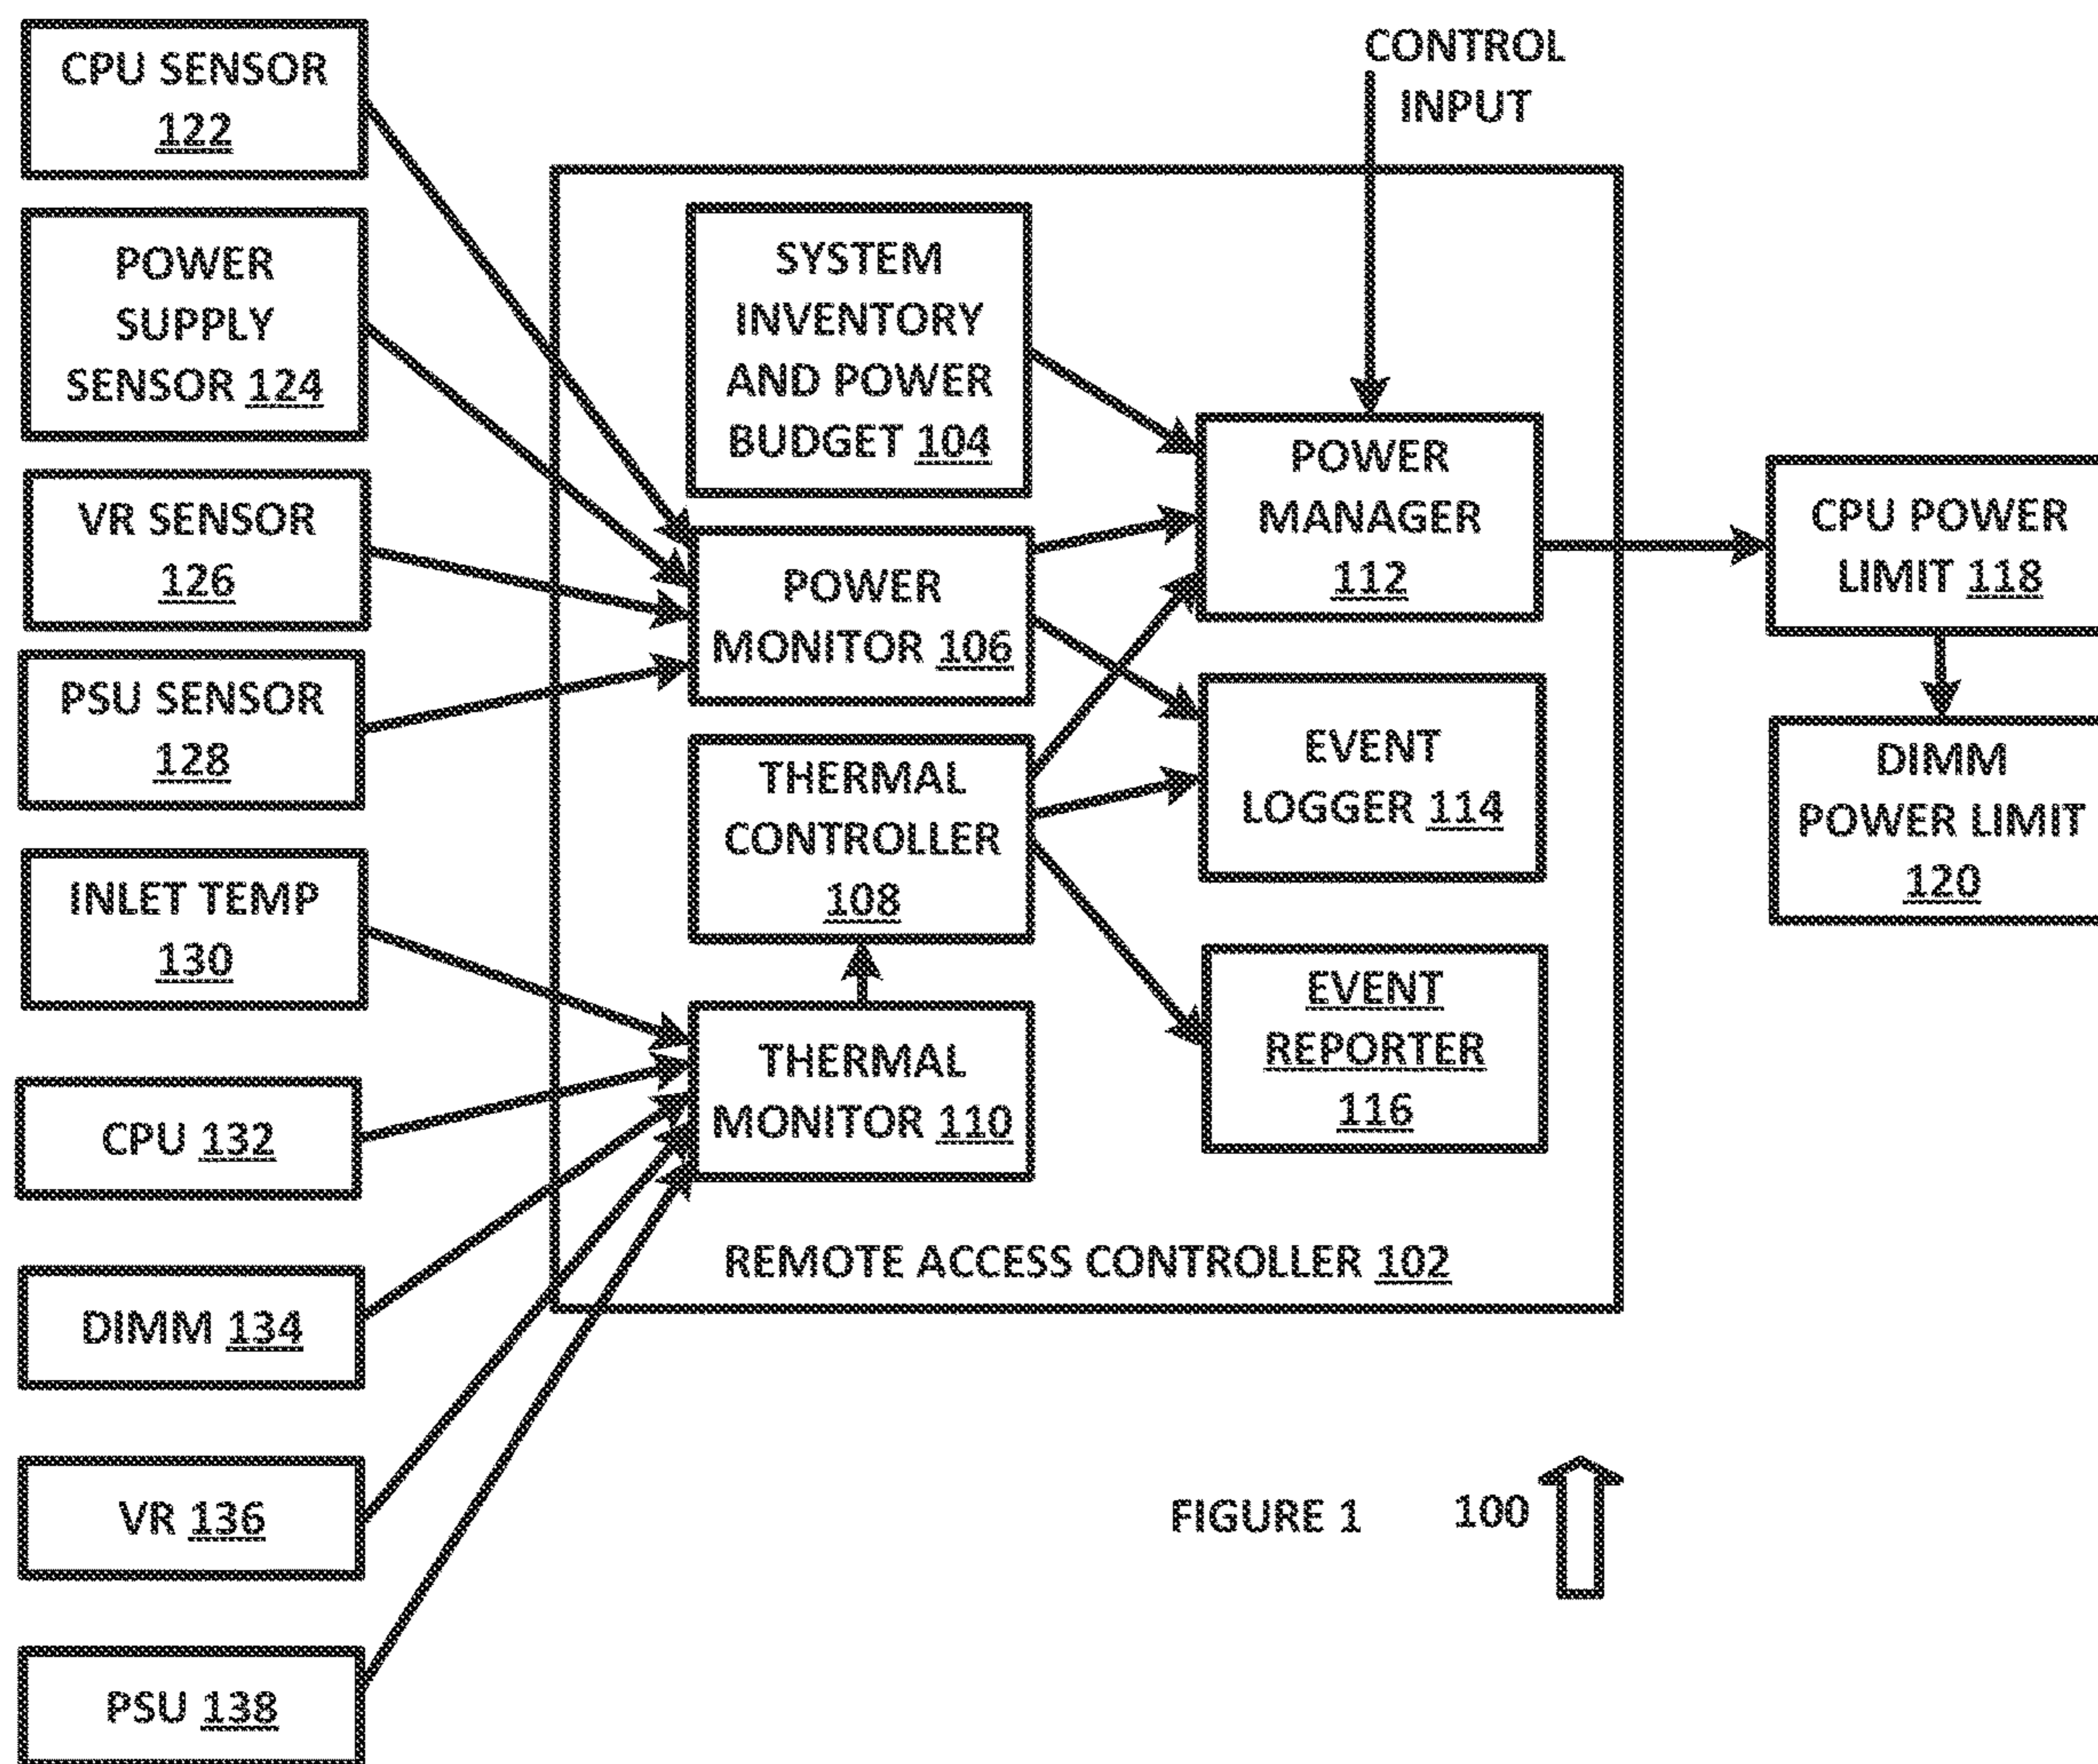 CPU SENSOR
122
POWER
SUPPLY
SENSOR 124
VR SENSOR
126
PSU SENSOR
128
INLET TEMP
130
CPU 132
DIMM 134
VR 136
PSU 138
CONTROL
INPUT
SYSTEM
INVENTORY
AND POWER
BUDGET 104
POWER
MONITOR 106
THERMAL
CONTROLLER
108
THERMAL
MONITOR 110
POWER
MANAGER
112
EVENT
LOGGER 114
EVENT
REPORTER
116
REMOTE ACCESS CONTROLLER 102
CPU POWER
LIMIT 118
DIMM
POWER LIMIT
120
FIGURE 1
100